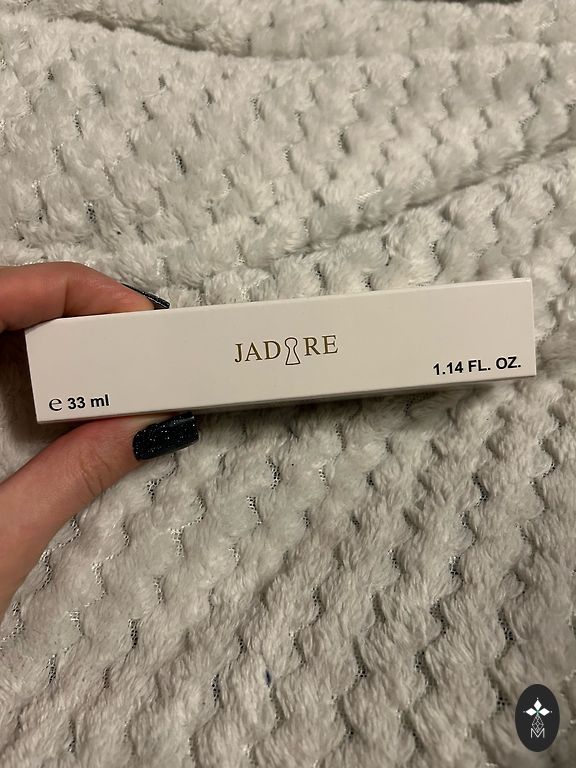 JADORE
℮ 33 ml
1.14 FL. OZ.